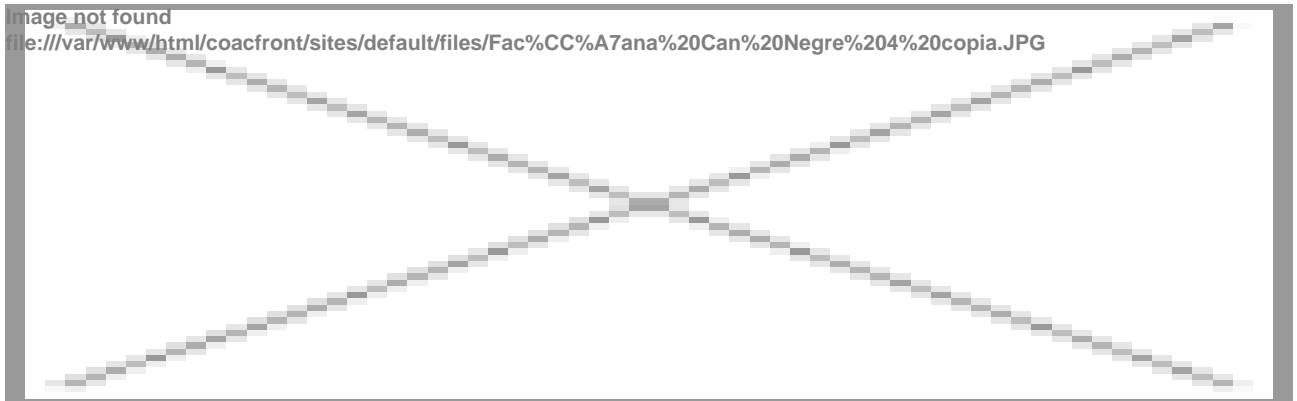 Image not found
file:///var/www/html/coacfront/sites/default/files/Fac%CC%A7ana%20Can%20Negre%204%20copia.JPG